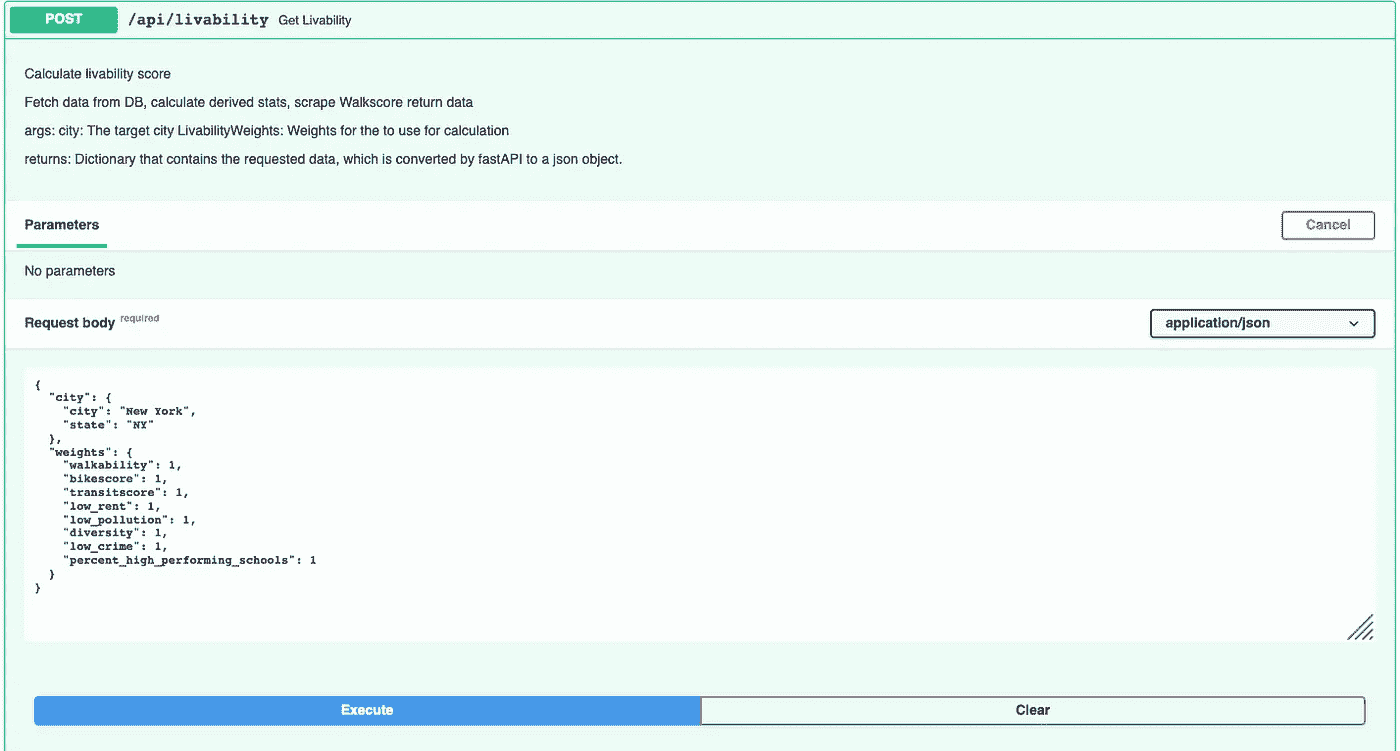 POST /api/livability Get Livability
Calculate livability score
Fetch data from DB, calculate derived stats, scrape Walkscore return data
args: city: The target city LivabilityWeights: Weights for the to use for calculation
returns: Dictionary that contains the requested data, which is converted by fastAPI to a json object.
Parameters Cancel
No parameters
Request body required application/json
{
  "city": {
    "city": "New York",
    "state": "NY"
  },
  "weights": {
    "walkability": 1,
    "bikescore": 1,
    "transitscore": 1,
    "low_rent": 1,
    "low_pollution": 1,
    "diversity": 1,
    "low_crime": 1,
    "percent_high_performing_schools": 1
  }
}
Execute Clear